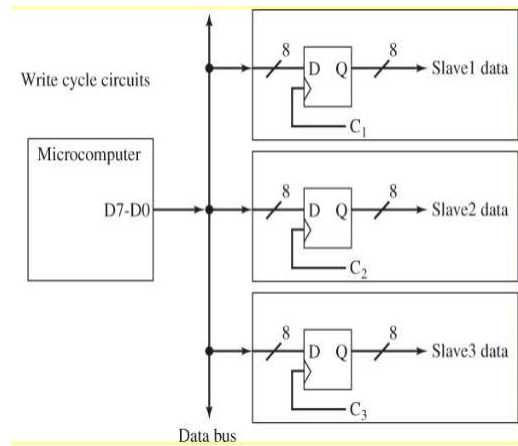 Write cycle circuits
Microcomputer
D7-D0
8
D Q
8
Slave1 data
C₁
8
D Q
8
Slave2 data
C₂
8
D Q
8
Slave3 data
C₃
Data bus